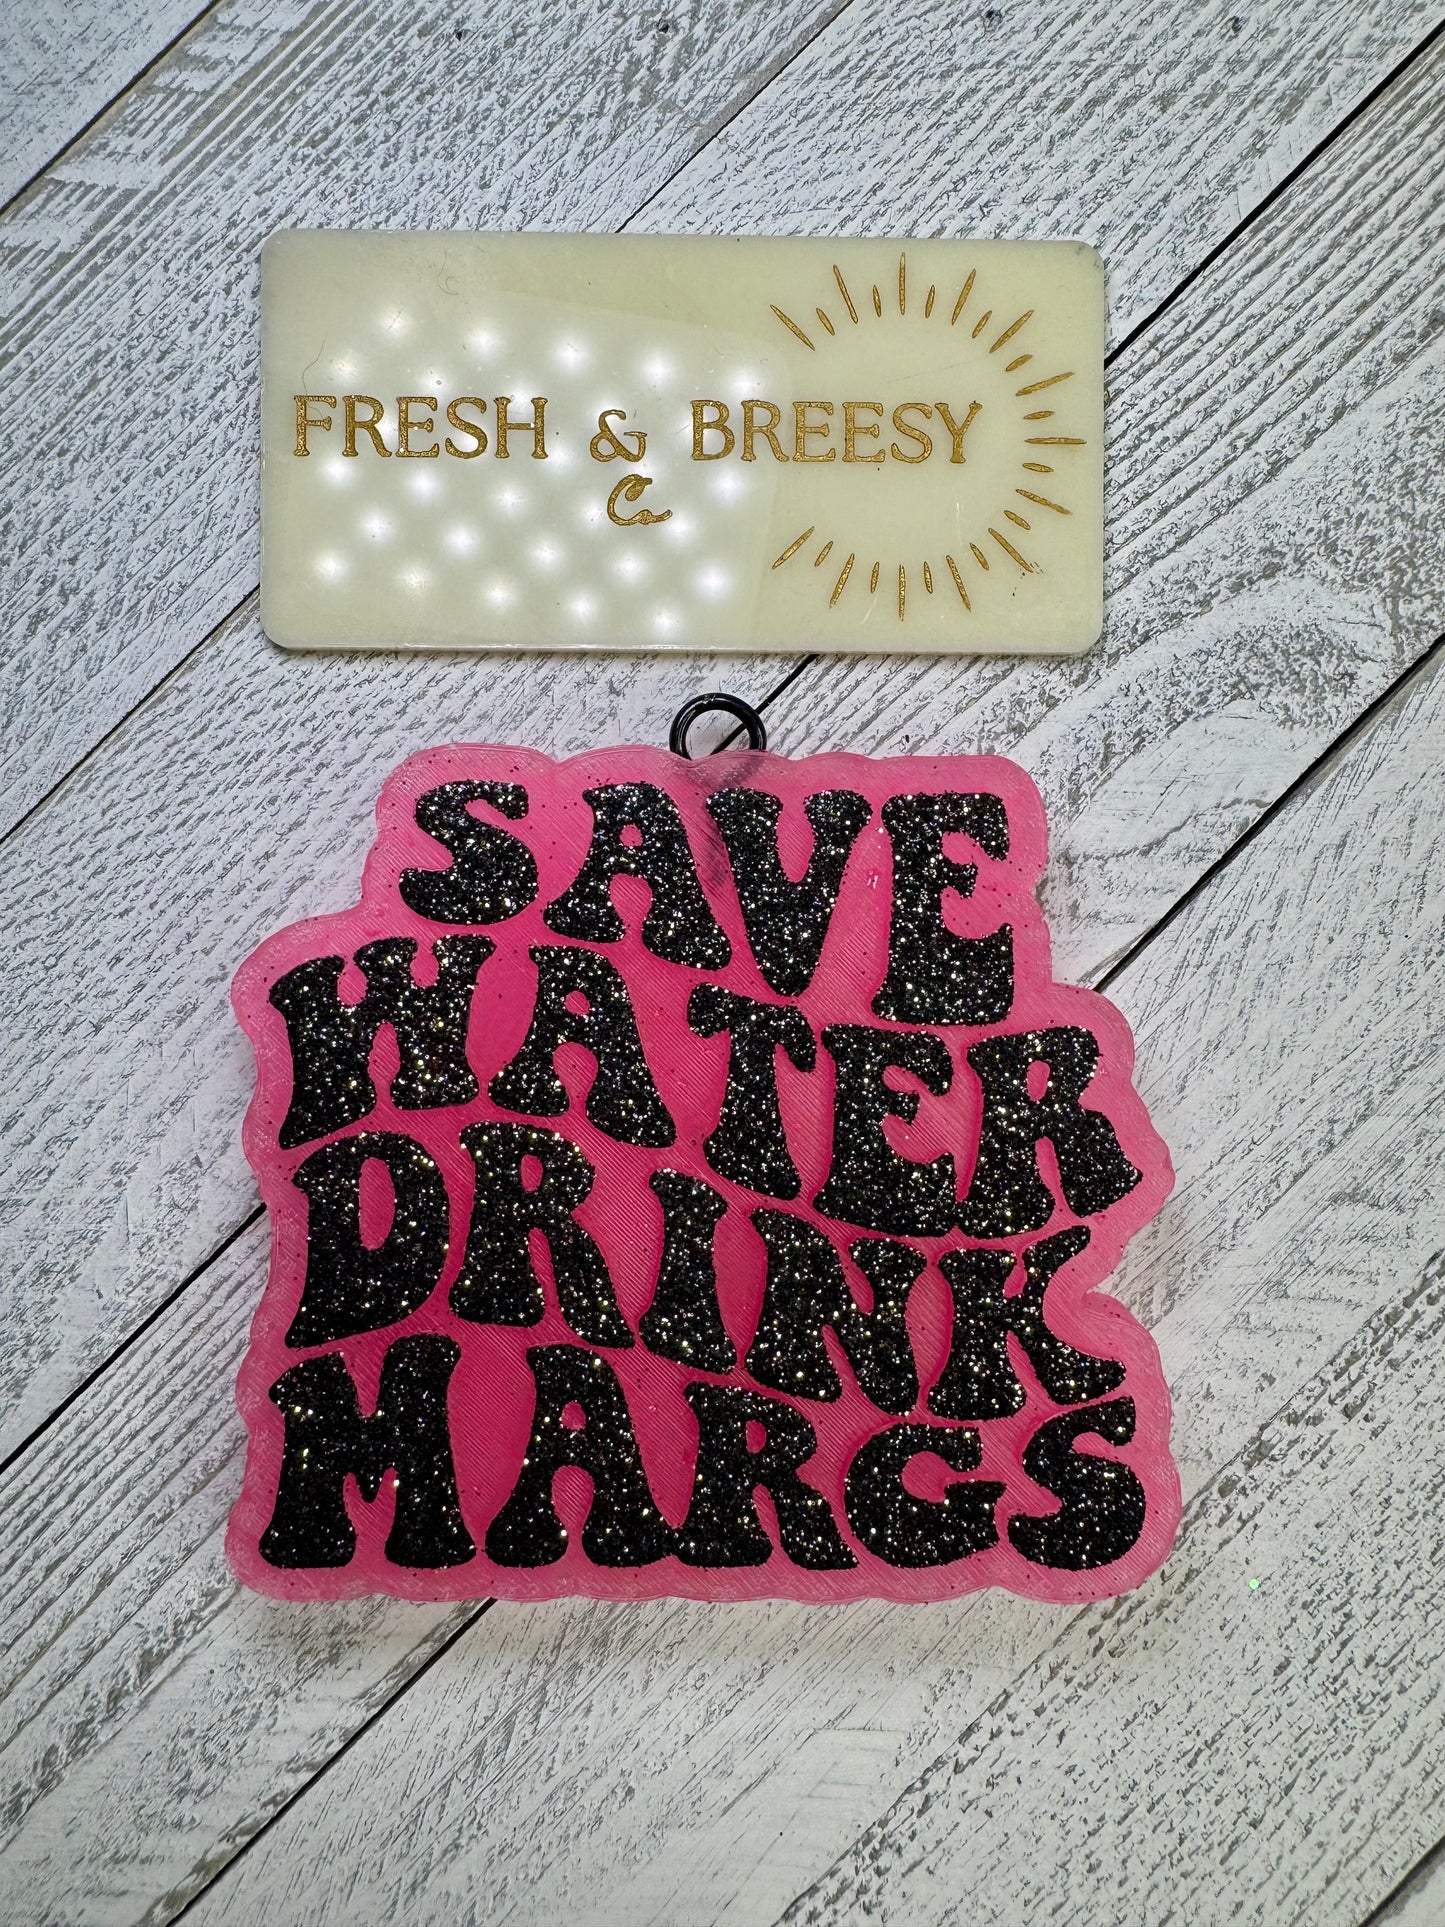 FRESH & BREESY
Co
SAVE
WATER
DRINK
MARGS